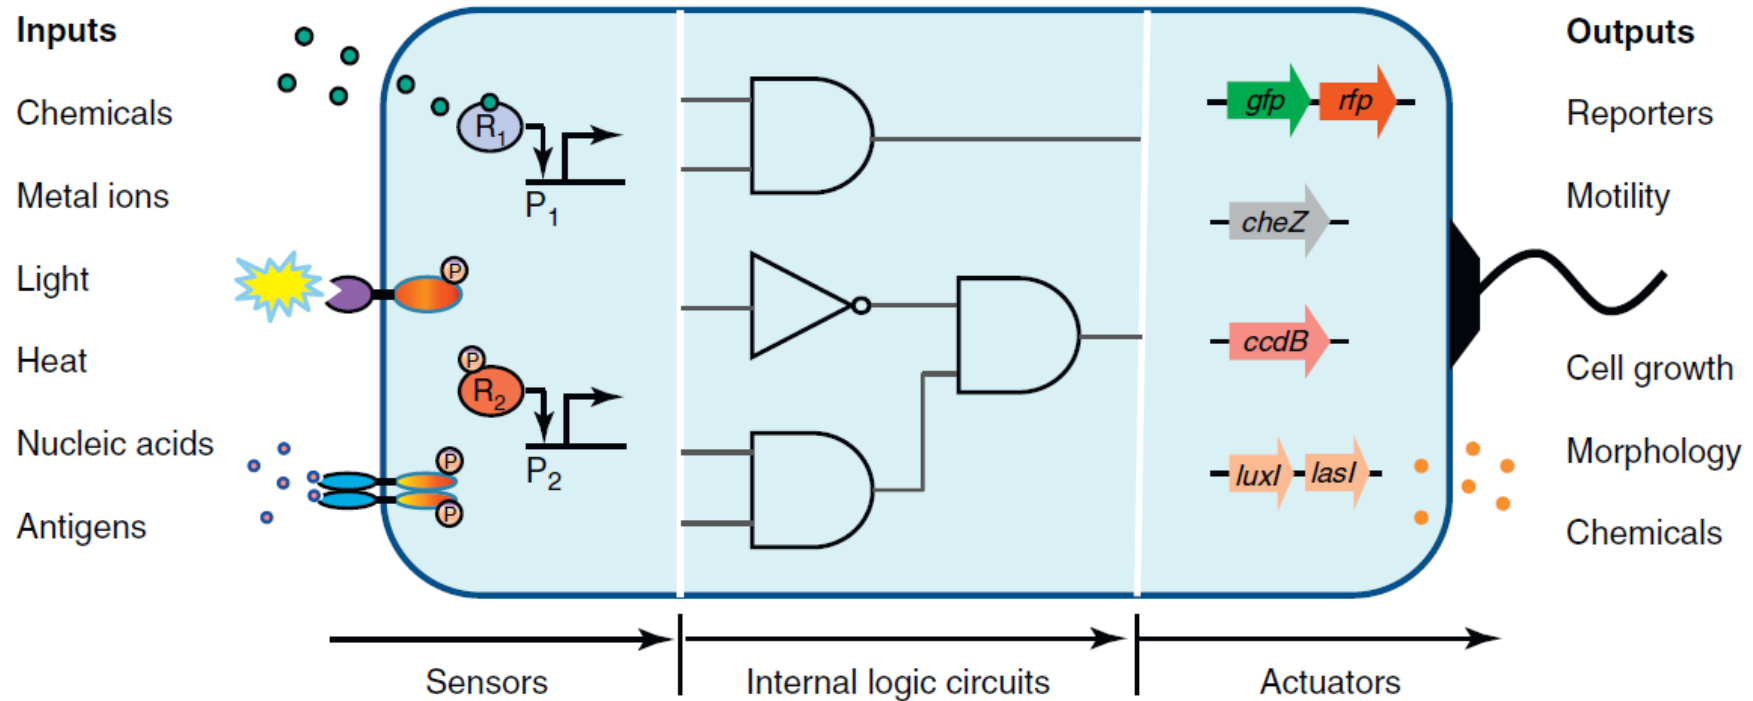 Inputs
Chemicals
Metal ions
Light
Heat
Nucleic acids
Antigens
R1
P1
P
P
R2
P2
P
P
gfp rfp
cheZ
ccdB
luxI lasI
Outputs
Reporters
Motility
Cell growth
Morphology
Chemicals
Sensors
Internal logic circuits
Actuators